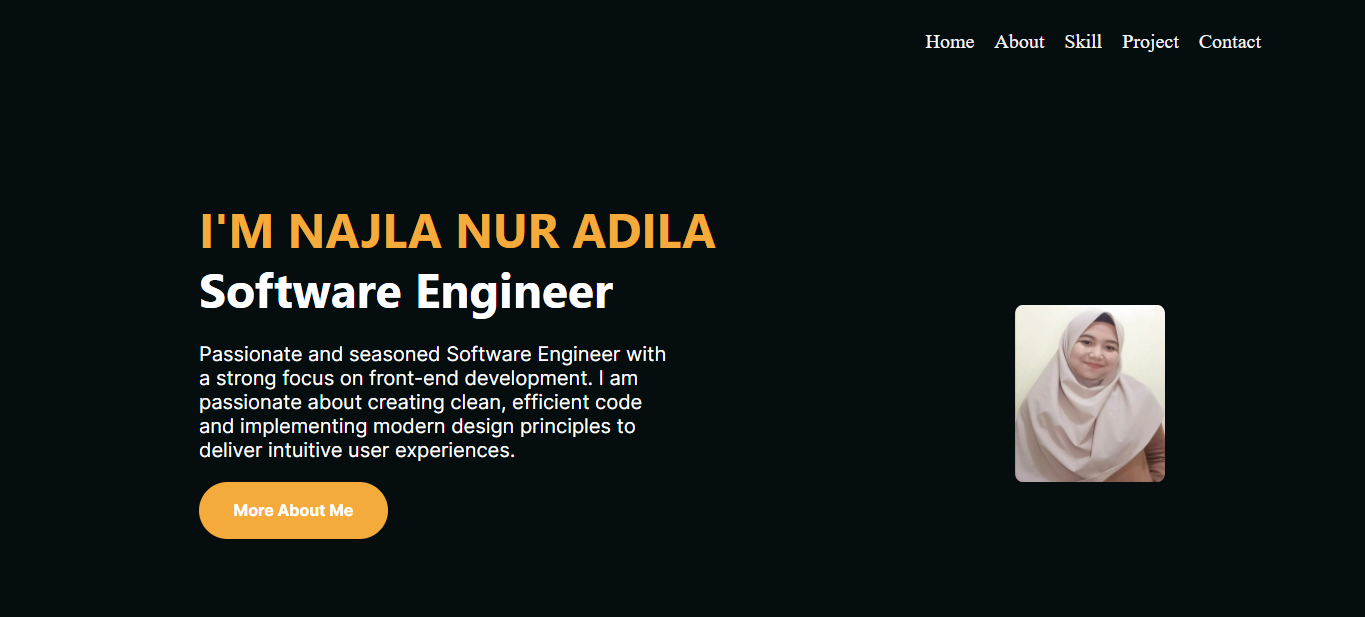 Home About Skill Project Contact
I'M NAJLA NUR ADILA
Software Engineer
Passionate and seasoned Software Engineer with
a strong focus on front-end development. I am
passionate about creating clean, efficient code
and implementing modern design principles to
deliver intuitive user experiences.
More About Me